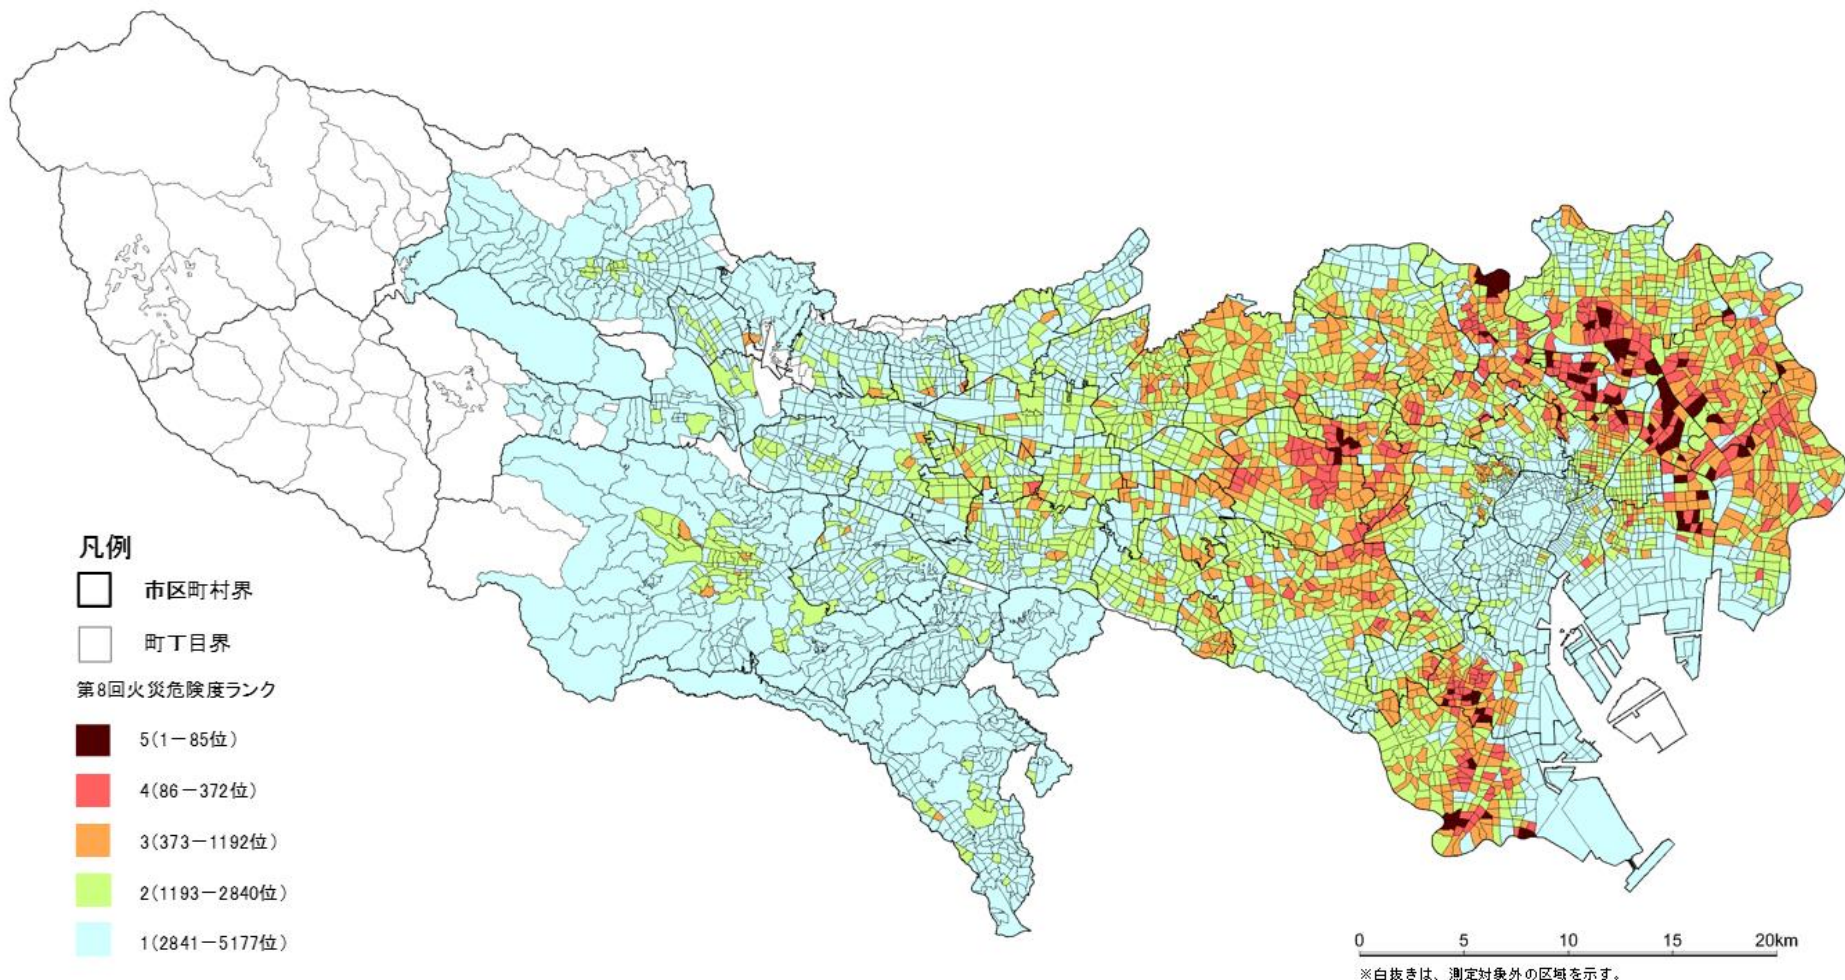 凡例
市区町村界
町丁目界
第8回火災危険度ランク
5(1－85位)
4(86－372位)
3(373－1192位)
2(1193－2840位)
1(2841－5177位)
0 5 10 15 20km
※白抜きは、測定対象外の区域を示す。